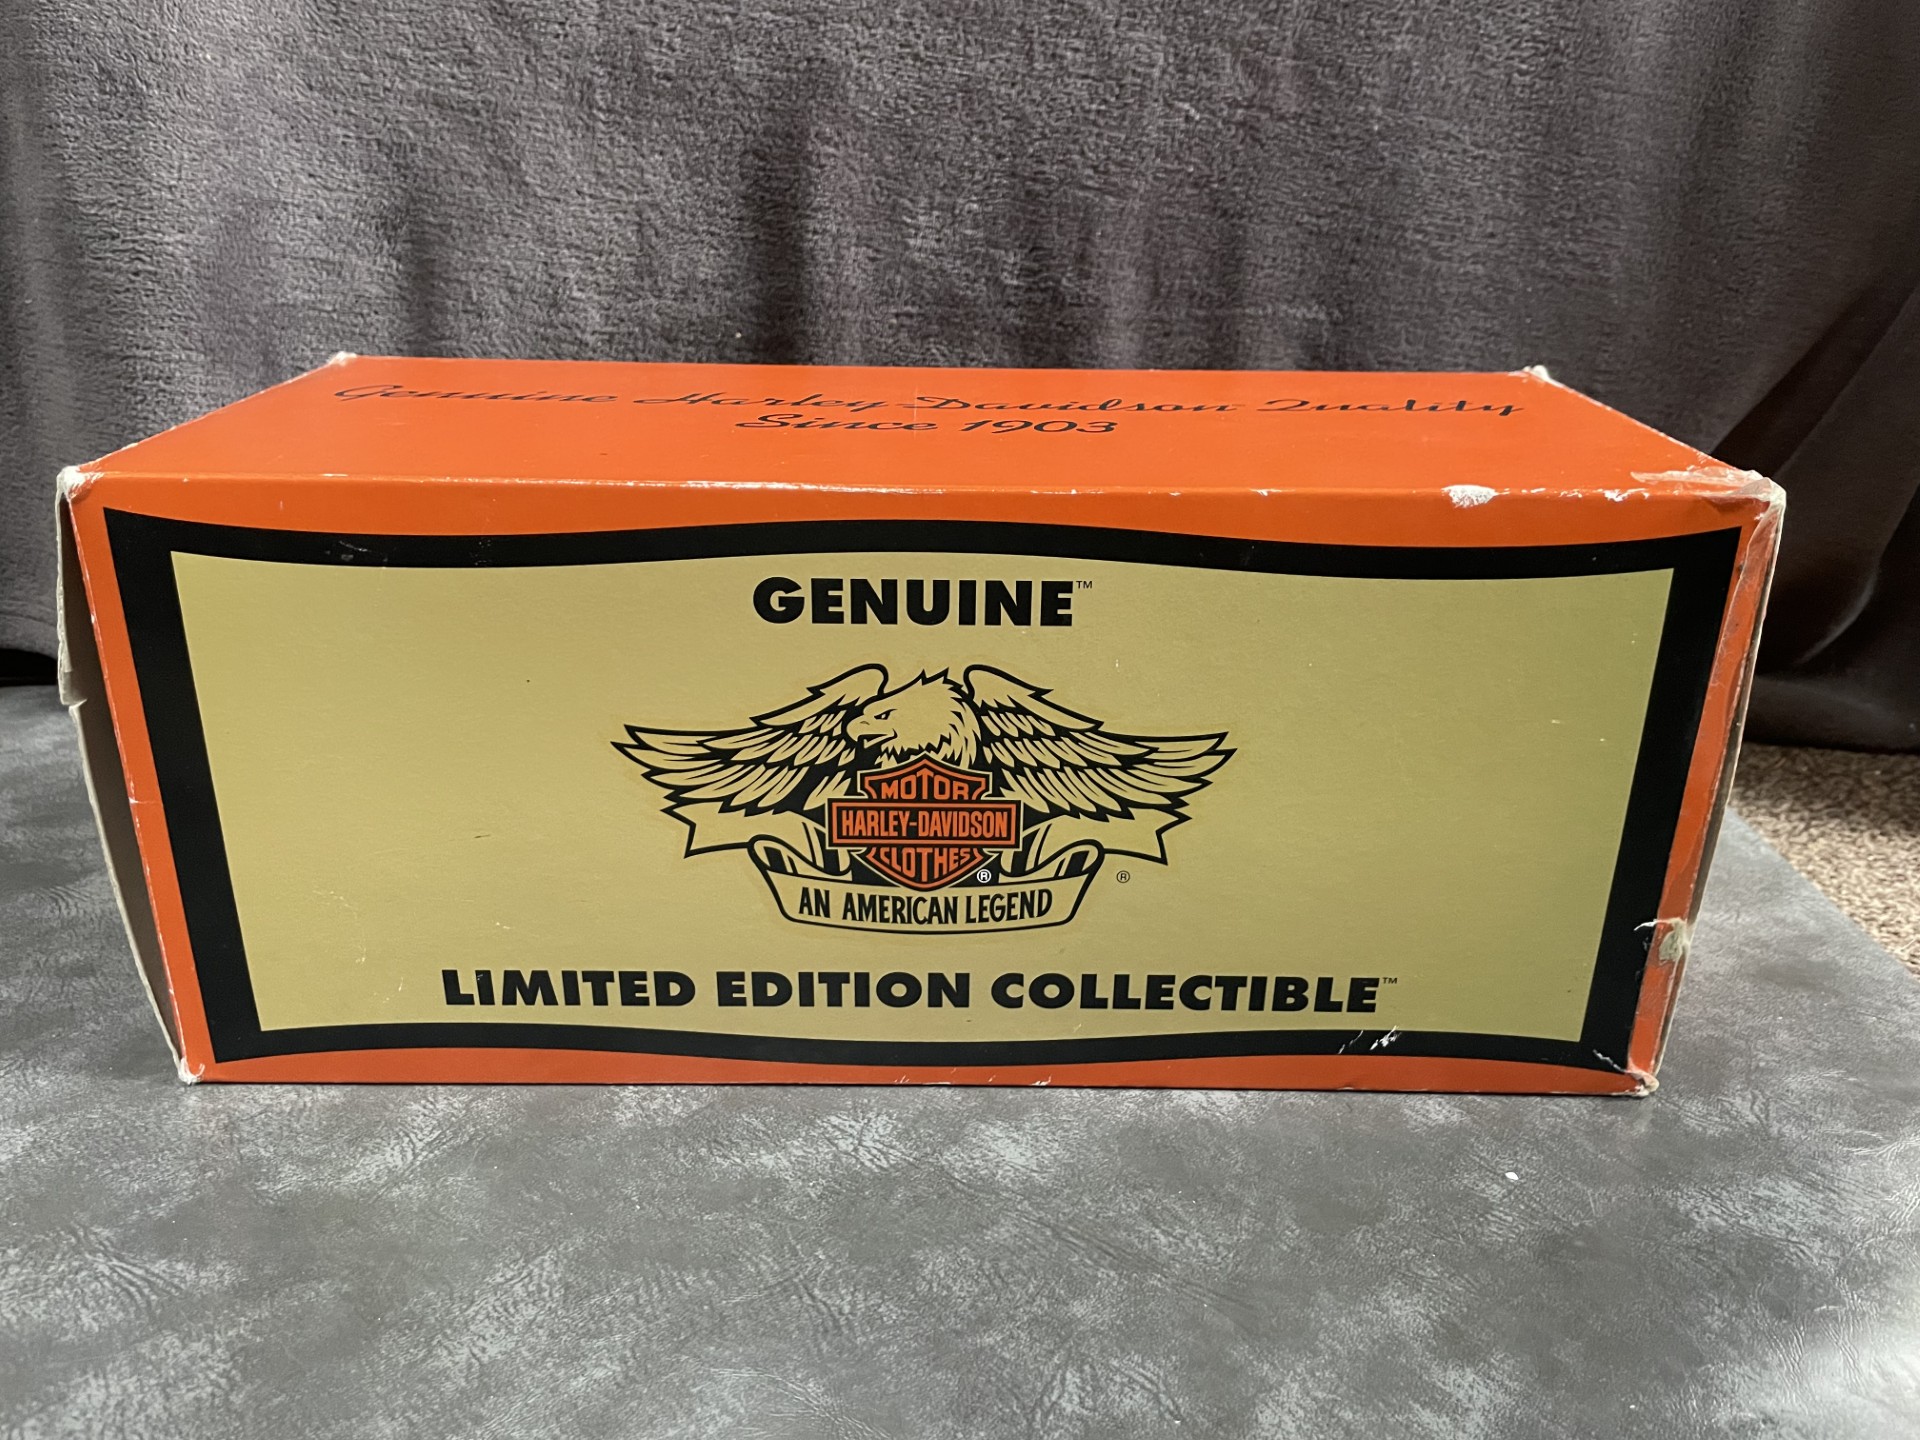 Genuine Harley-Davidson Quality
Since 1903
GENUINE™
MOTOR
HARLEY-DAVIDSON
CLOTHES
®
®
AN AMERICAN LEGEND
LIMITED EDITION COLLECTIBLE™